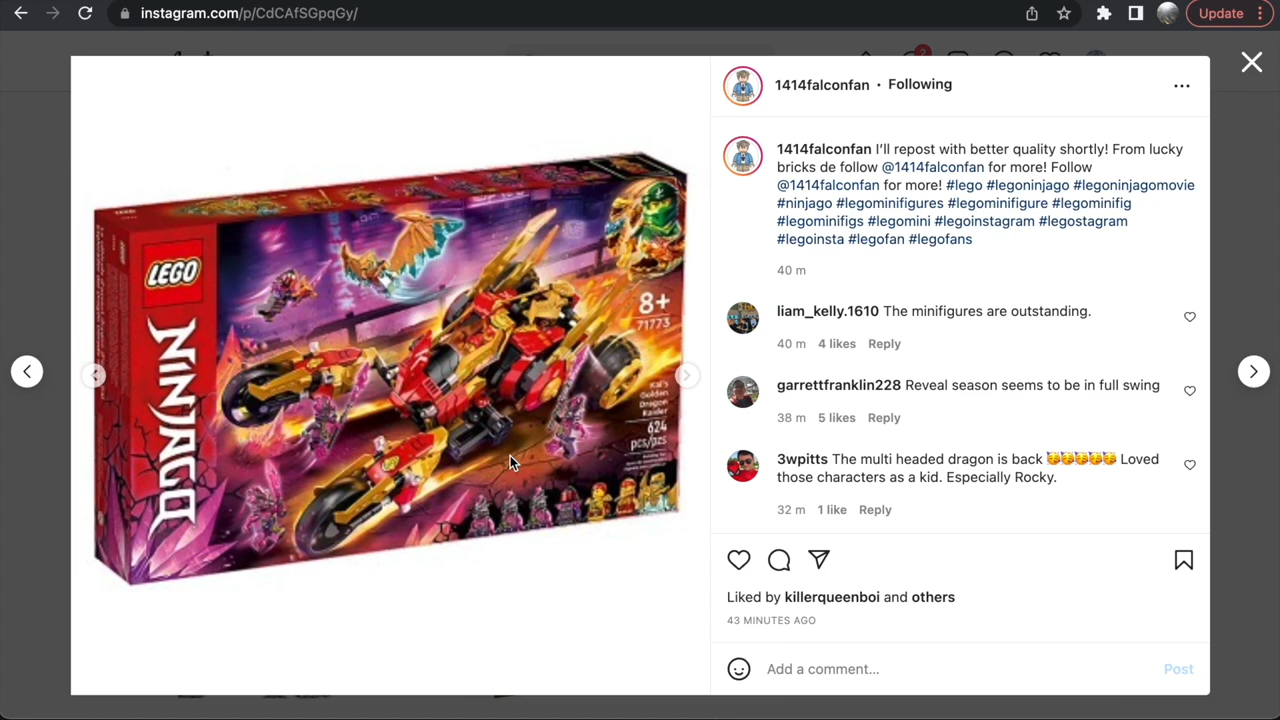 instagram.com/p/CdCAfSGpqGy/
Update
2
1414falconfan • Following
1414falconfan I'll repost with better quality shortly! From lucky
bricks de follow @1414falconfan for more! Follow
@1414falconfan for more! #lego #legoninjago #legoninjagomovie
#ninjago #legominifigures #legominifigure #legominifig
#legominifigs #legomini #legoinstagram #legostagram
#legoinsta #legofan #legofans
40 m
liam_kelly.1610 The minifigures are outstanding.
40 m 4 likes Reply
garrettfranklin228 Reveal season seems to be in full swing
38 m 5 likes Reply
3wpitts The multi headed dragon is back 🥳🥳🥳🥳🥳 Loved
those characters as a kid. Especially Rocky.
32 m 1 like Reply
Liked by killerqueenboi and others
43 MINUTES AGO
Add a comment... Post
LEGO
NINJAGO
8+
71773
Kai's
Golden
Dragon
Raider
624
pcs/pzs